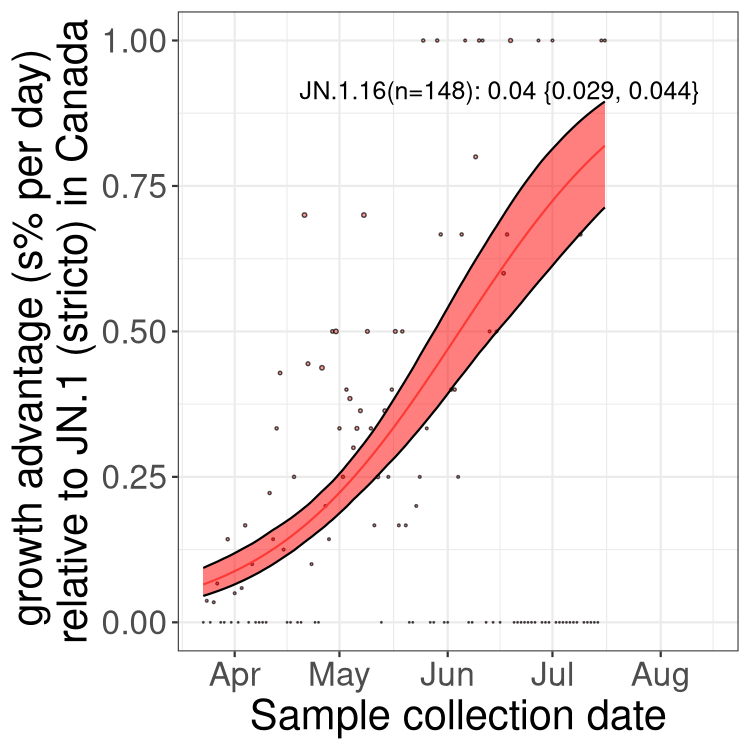 growth advantage (s% per day)
relative to JN.1 (stricto) in Canada
1.00
0.75
0.50
0.25
0.00
JN.1.16(n=148): 0.04 {0.029, 0.044}
Apr May Jun Jul Aug
Sample collection date